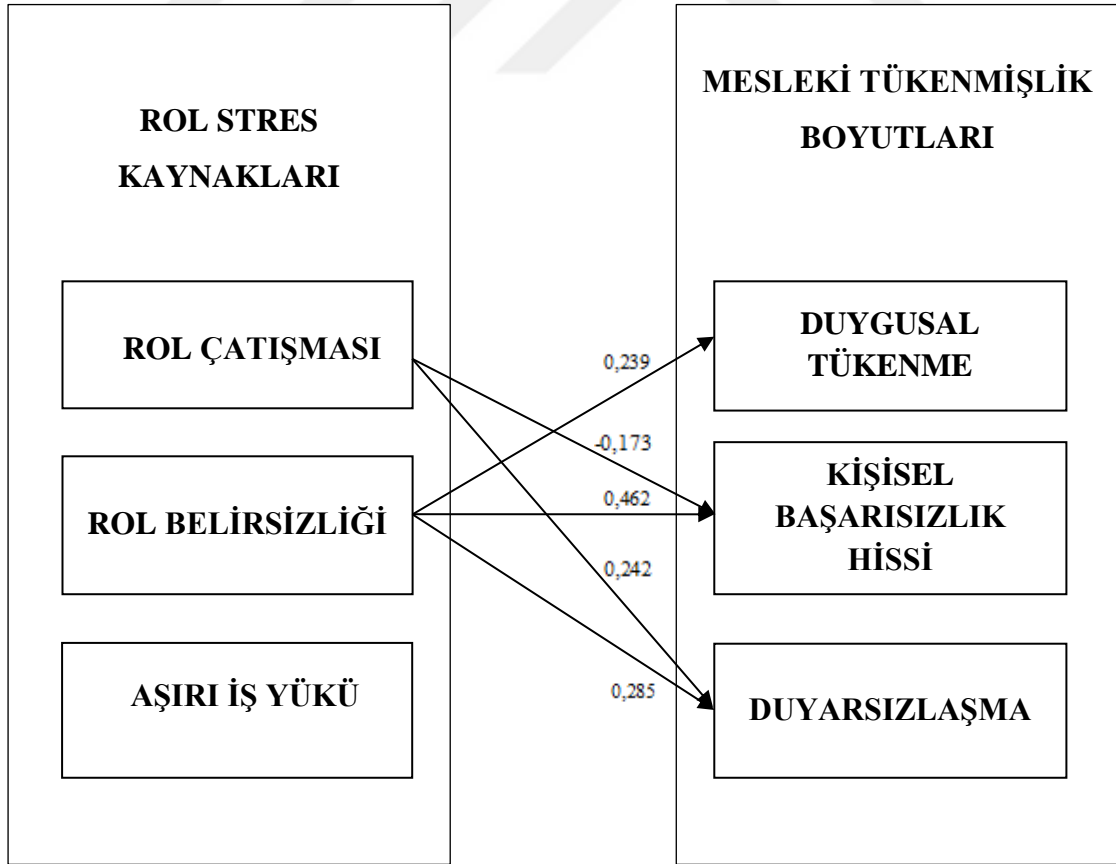 ROL STRES
KAYNAKLARI
ROL ÇATIŞMASI
ROL BELİRSİZLİĞİ
AŞIRI İŞ YÜKÜ
0,239
-0,173
0,462
0,242
0,285
MESLEKİ TÜKENMİŞLİK
BOYUTLARI
DUYGUSAL
TÜKENME
KİŞİSEL
BAŞARISIZLIK
HİSSİ
DUYARSIZLAŞMA